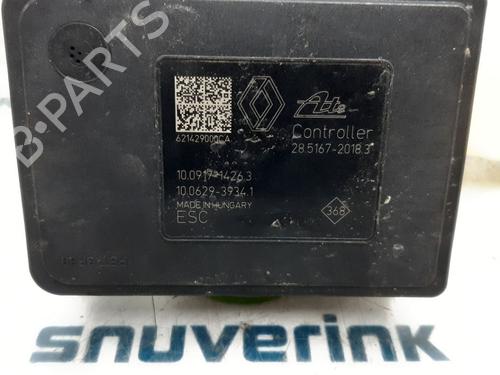 B-PARTS
Ate
621429000CA
Controller
28.5167-2018.3
10.0917-1426.3
10.0629-3934.1
MADE IN HUNGARY
ESC
368
snuverink